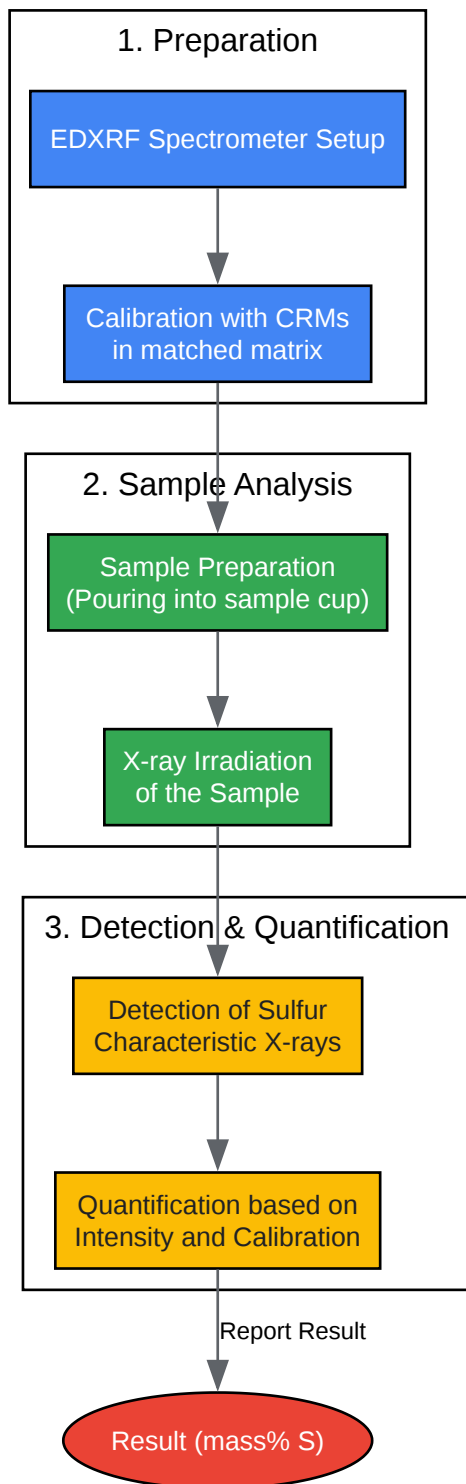 1. Preparation
EDXRF Spectrometer Setup
Calibration with CRMs
in matched matrix
2. Sample Analysis
Sample Preparation
(Pouring into sample cup)
X-ray Irradiation
of the Sample
3. Detection & Quantification
Detection of Sulfur
Characteristic X-rays
Quantification based on
Intensity and Calibration
Report Result
Result (mass% S)